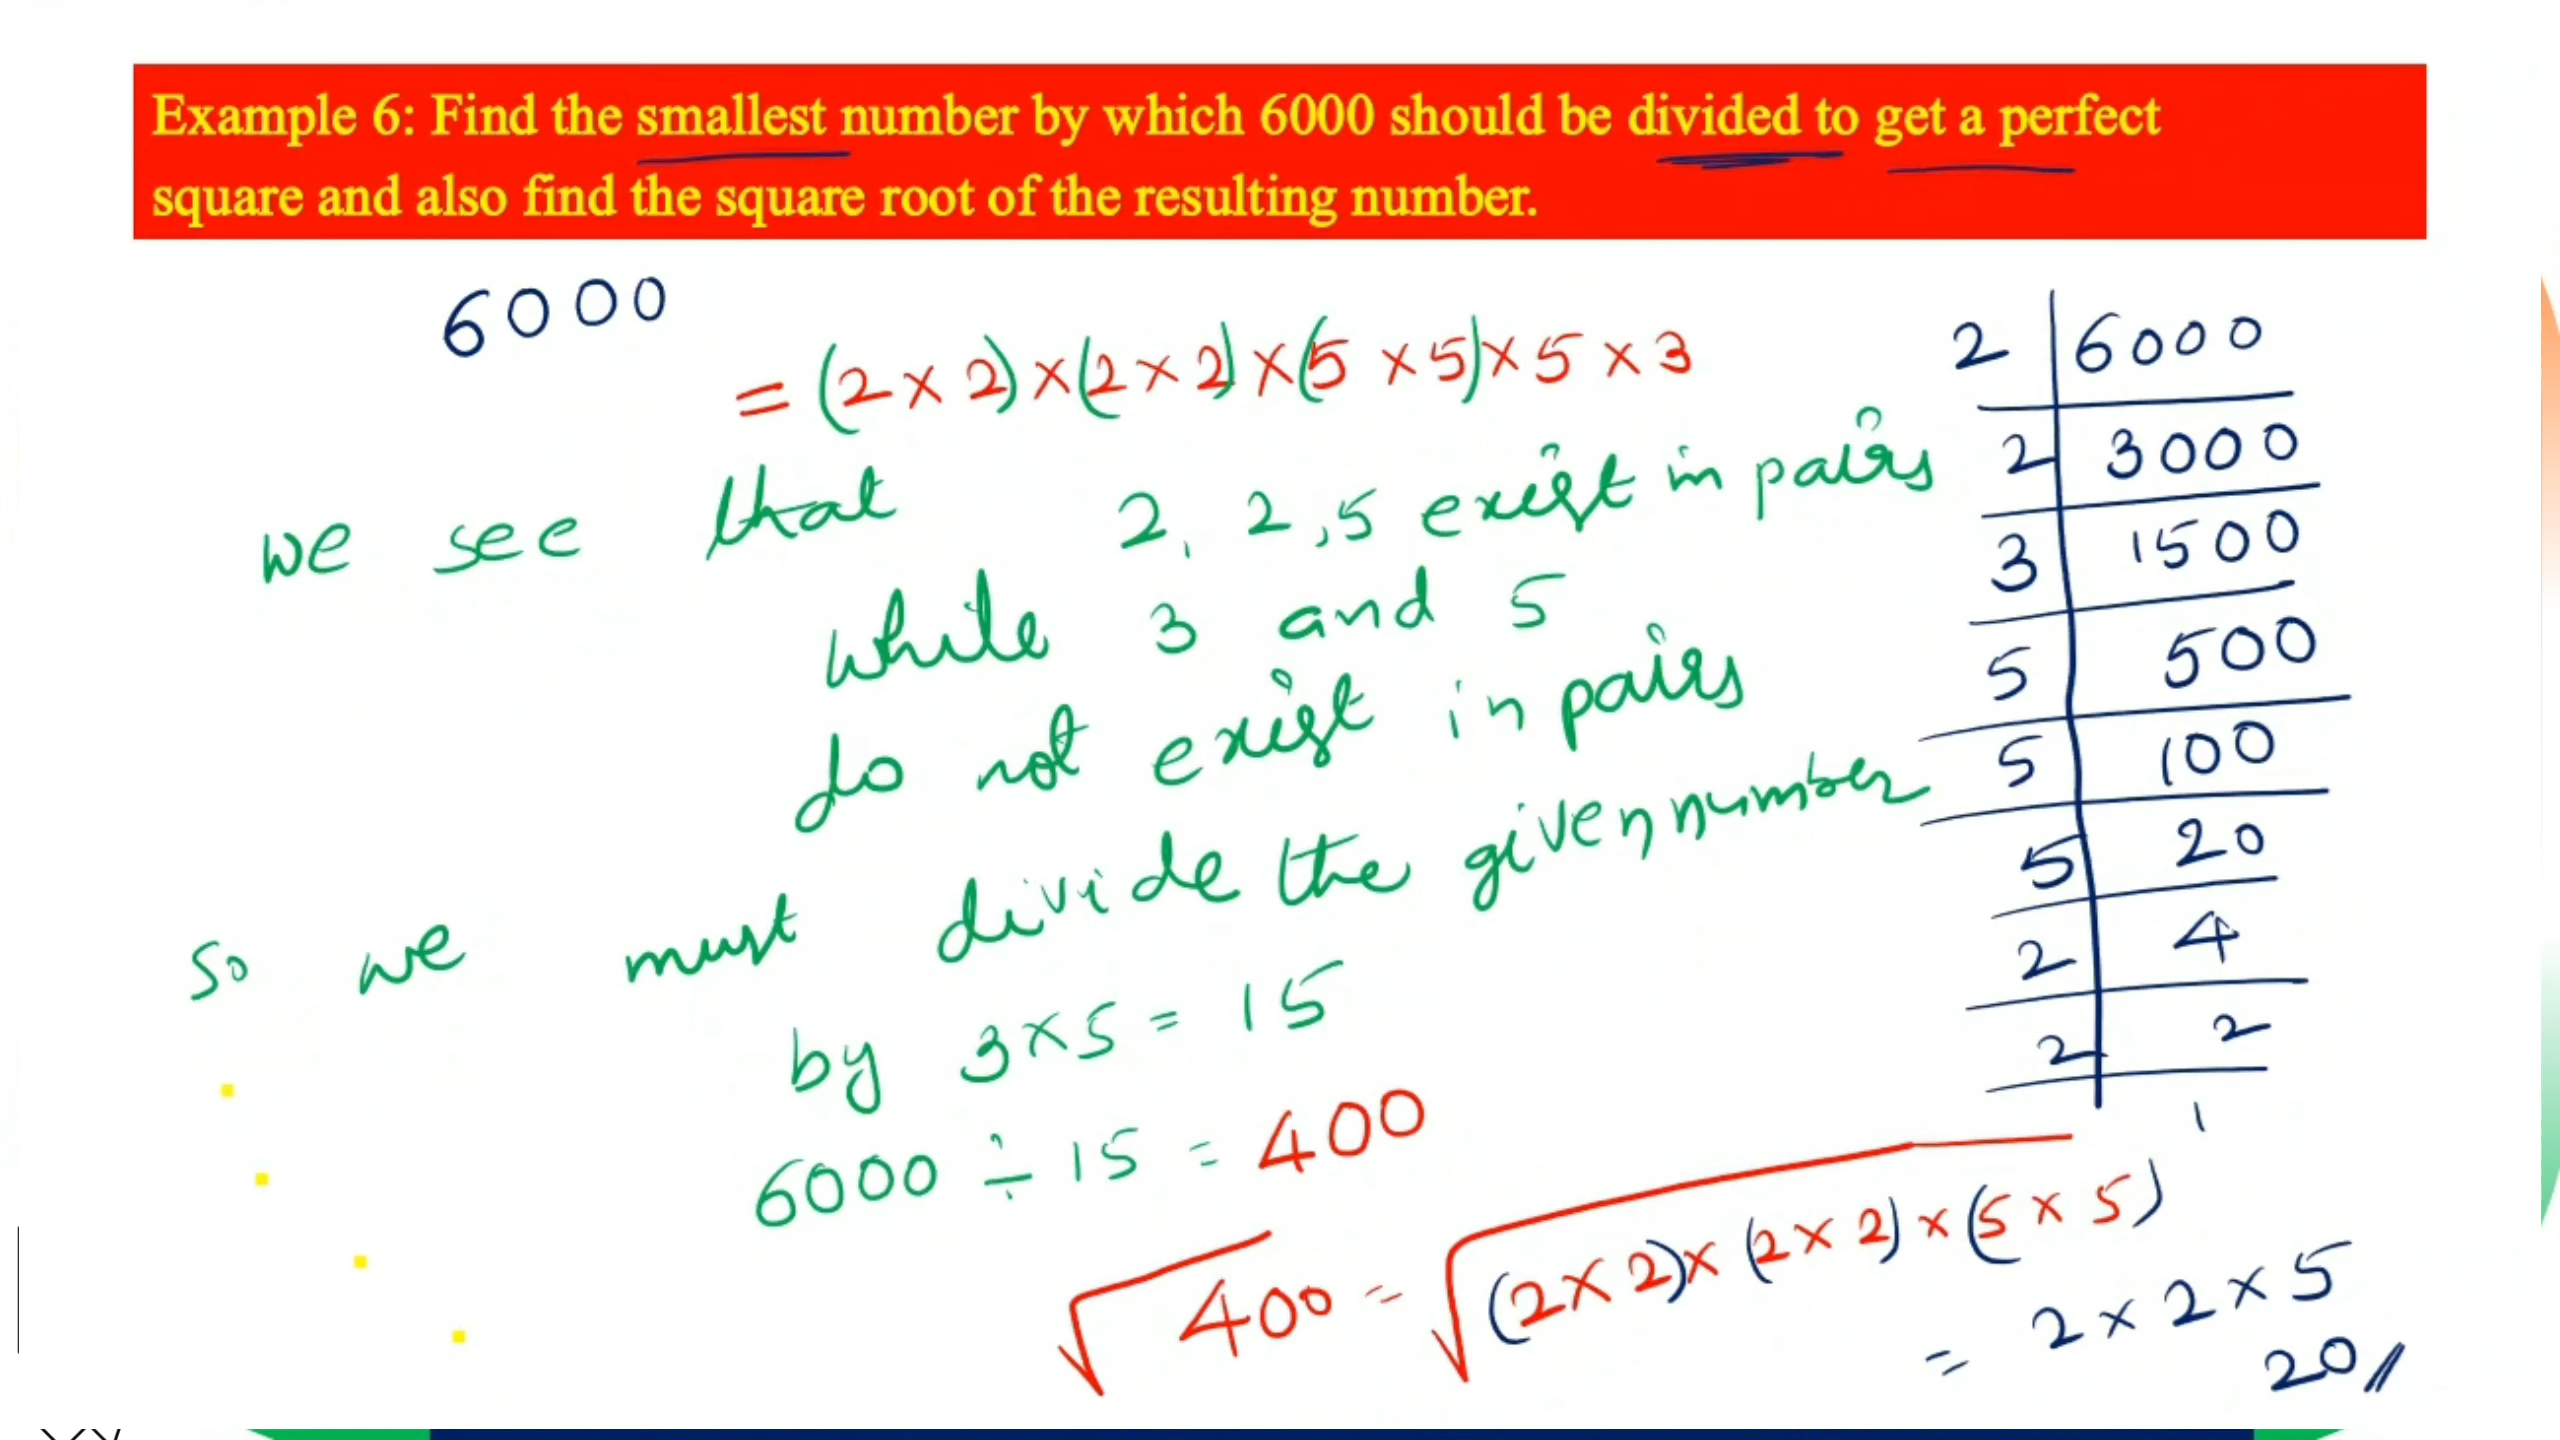 Example 6: Find the smallest number by which 6000 should be divided to get a perfect
square and also find the square root of the resulting number.
6000
= (2 × 2) × (2 × 2) × (5 × 5) × 5 × 3
we see that 2, 2, 5 exist in pairs
while 3 and 5
do not exist in pairs
so we must divide the given number
by 3×5 = 15
6000 ÷ 15 = 400
√400 = √(2×2)×(2×2)×(5×5)
= 2×2×5
20//
2 | 6000
2 | 3000
3 | 1500
5 | 500
5 | 100
5 | 20
2 | 4
2 | 2
1